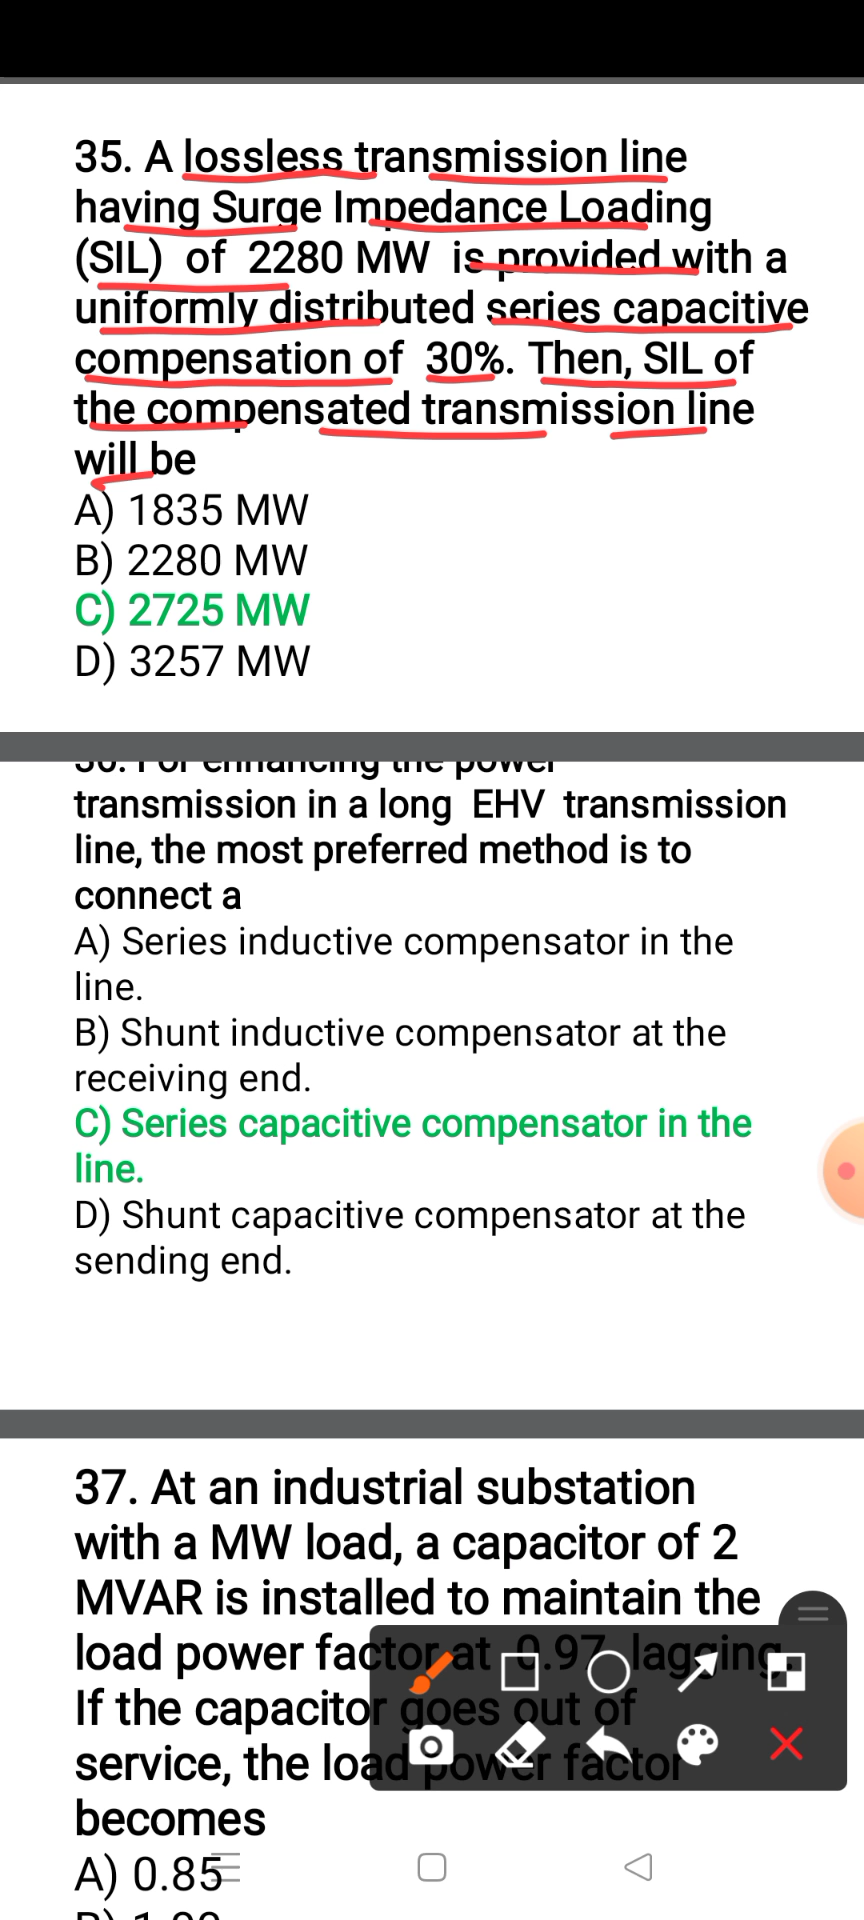 35. A lossless transmission line
having Surge Impedance Loading
(SIL) of 2280 MW is provided with a
uniformly distributed series capacitive
compensation of 30%. Then, SIL of
the compensated transmission line
will be
A) 1835 MW
B) 2280 MW
C) 2725 MW
D) 3257 MW
36. For enhancing the power
transmission in a long EHV transmission
line, the most preferred method is to
connect a
A) Series inductive compensator in the
line.
B) Shunt inductive compensator at the
receiving end.
C) Series capacitive compensator in the
line.
D) Shunt capacitive compensator at the
sending end.
37. At an industrial substation
with a MW load, a capacitor of 2
MVAR is installed to maintain the
load power factor at 0.97 lagging.
If the capacitor goes out of
service, the load power factor
becomes
A) 0.85